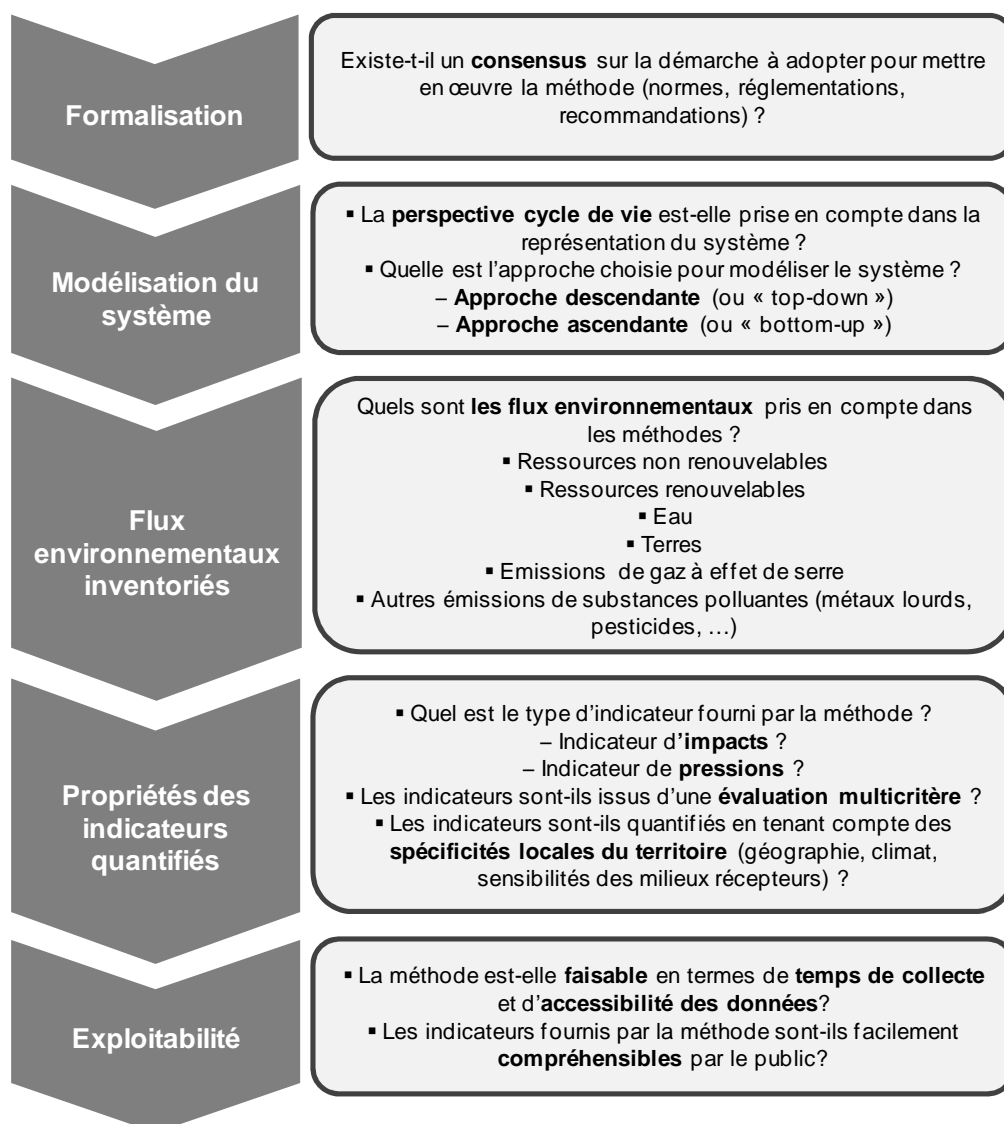 Formalisation
Existe-t-il un consensus sur la démarche à adopter pour mettre
en œuvre la méthode (normes, réglementations,
recommandations) ?
Modélisation du
système
▪ La perspective cycle de vie est-elle prise en compte dans la
représentation du système ?
▪ Quelle est l'approche choisie pour modéliser le système ?
– Approche descendante (ou « top-down »)
– Approche ascendante (ou « bottom-up »)
Flux
environnementaux
inventoriés
Quels sont les flux environnementaux pris en compte dans
les méthodes ?
▪ Ressources non renouvelables
▪ Ressources renouvelables
▪ Eau
▪ Terres
▪ Emissions de gaz à effet de serre
▪ Autres émissions de substances polluantes (métaux lourds,
pesticides, …)
Propriétés des
indicateurs
quantifiés
▪ Quel est le type d'indicateur fourni par la méthode ?
– Indicateur d'impacts ?
– Indicateur de pressions ?
▪ Les indicateurs sont-ils issus d'une évaluation multicritère ?
▪ Les indicateurs sont-ils quantifiés en tenant compte des
spécificités locales du territoire (géographie, climat,
sensibilités des milieux récepteurs) ?
Exploitabilité
▪ La méthode est-elle faisable en termes de temps de collecte
et d'accessibilité des données?
▪ Les indicateurs fournis par la méthode sont-ils facilement
compréhensibles par le public?